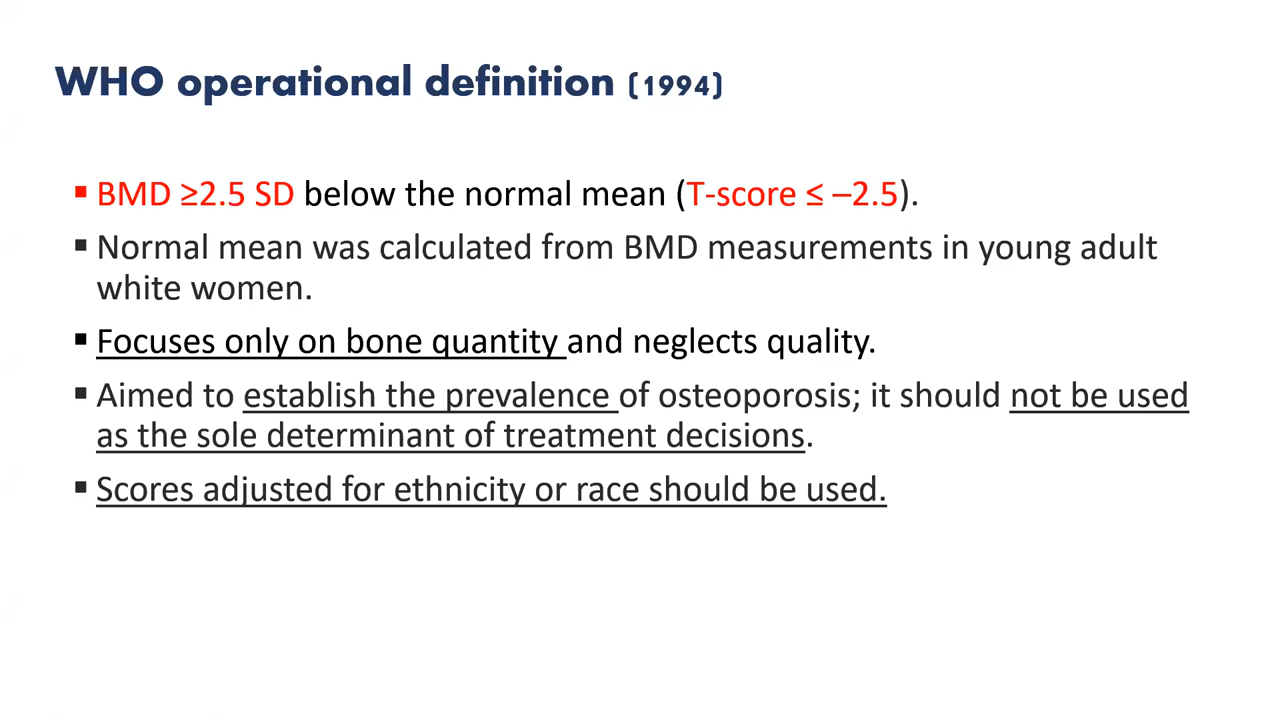 WHO operational definition (1994)
▪ BMD ≥2.5 SD below the normal mean (T-score ≤ –2.5).
▪ Normal mean was calculated from BMD measurements in young adult
white women.
▪ Focuses only on bone quantity and neglects quality.
▪ Aimed to establish the prevalence of osteoporosis; it should not be used
as the sole determinant of treatment decisions.
▪ Scores adjusted for ethnicity or race should be used.